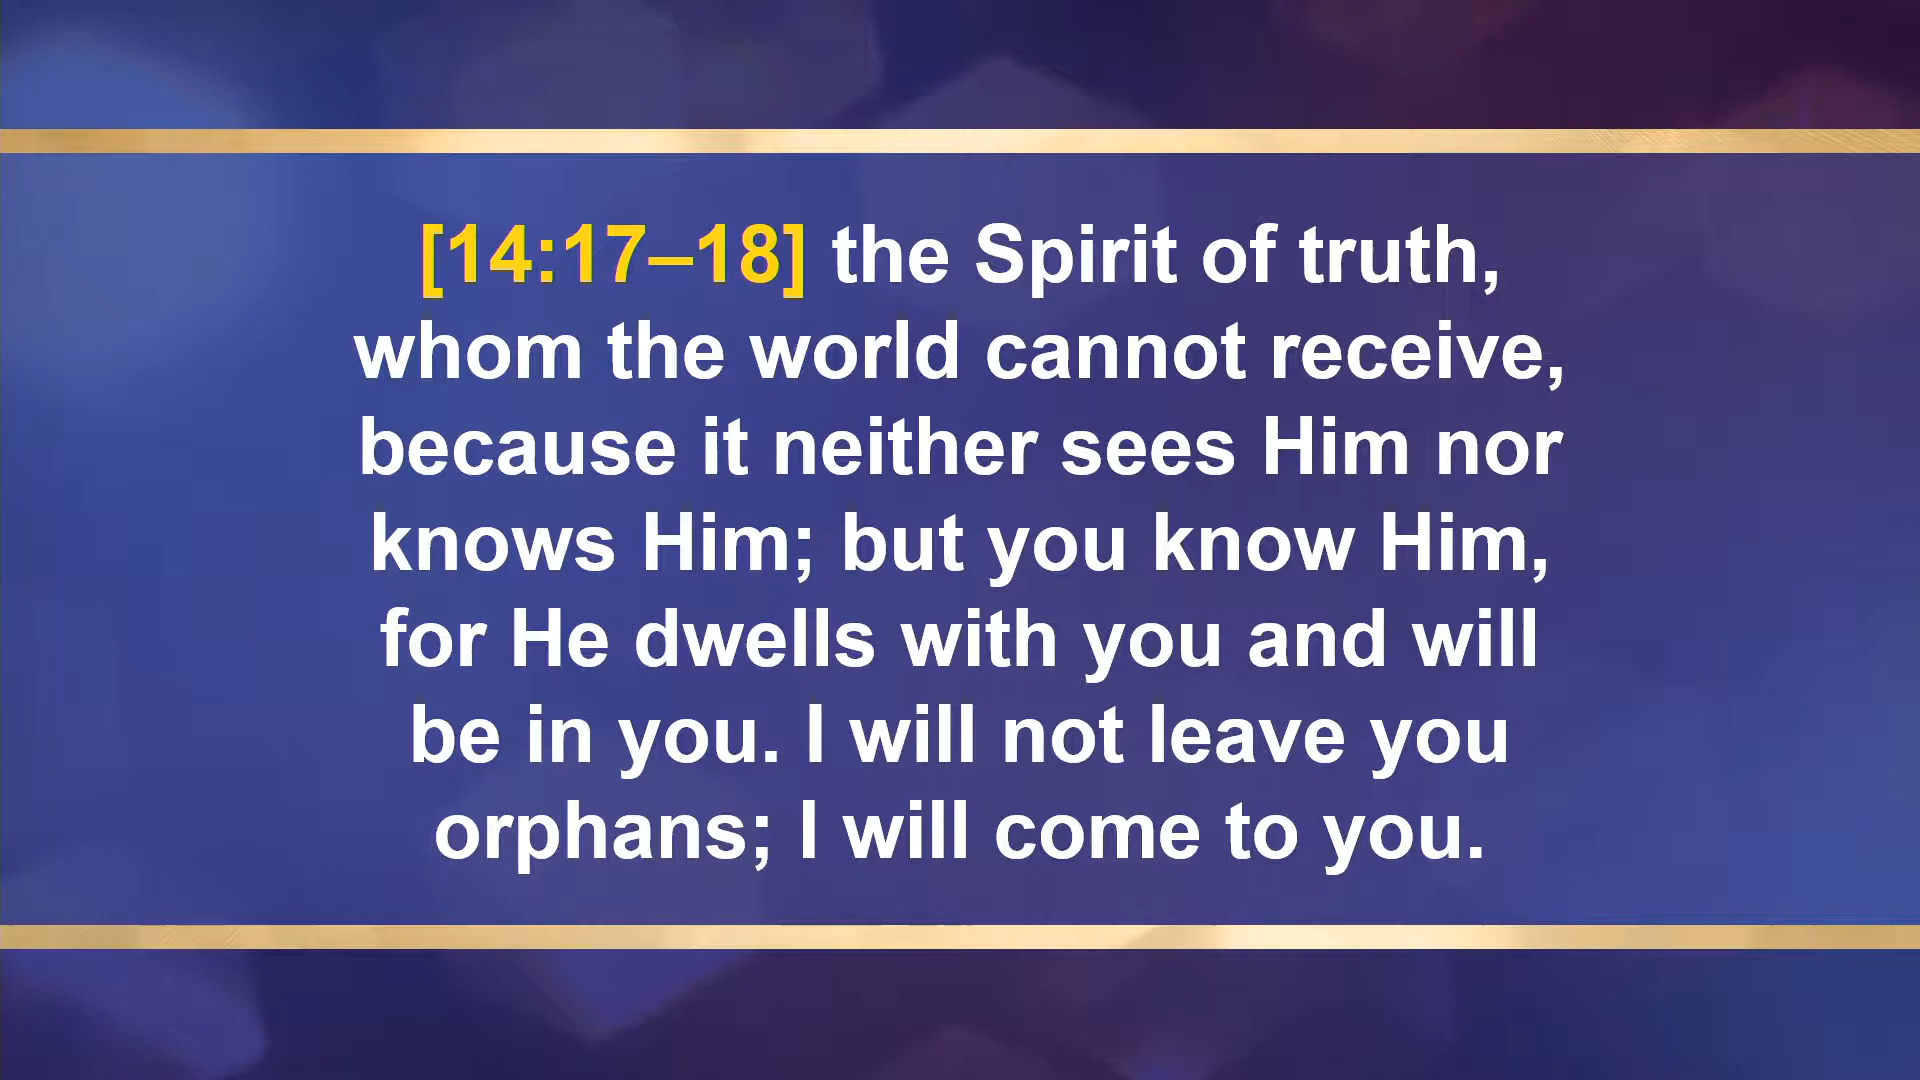 [14:17–18] the Spirit of truth,
whom the world cannot receive,
because it neither sees Him nor
knows Him; but you know Him,
for He dwells with you and will
be in you. I will not leave you
orphans; I will come to you.